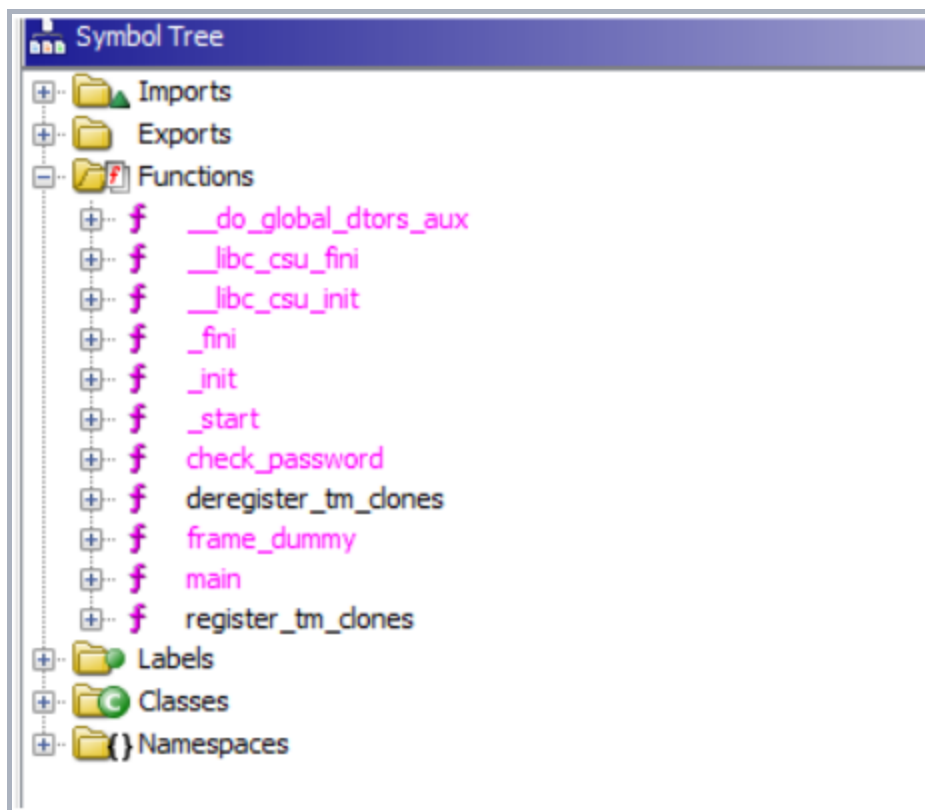 Symbol Tree
Imports
Exports
Functions
__do_global_dtors_aux
__libc_csu_fini
__libc_csu_init
_fini
_init
_start
check_password
deregister_tm_clones
frame_dummy
main
register_tm_clones
Labels
Classes
Namespaces